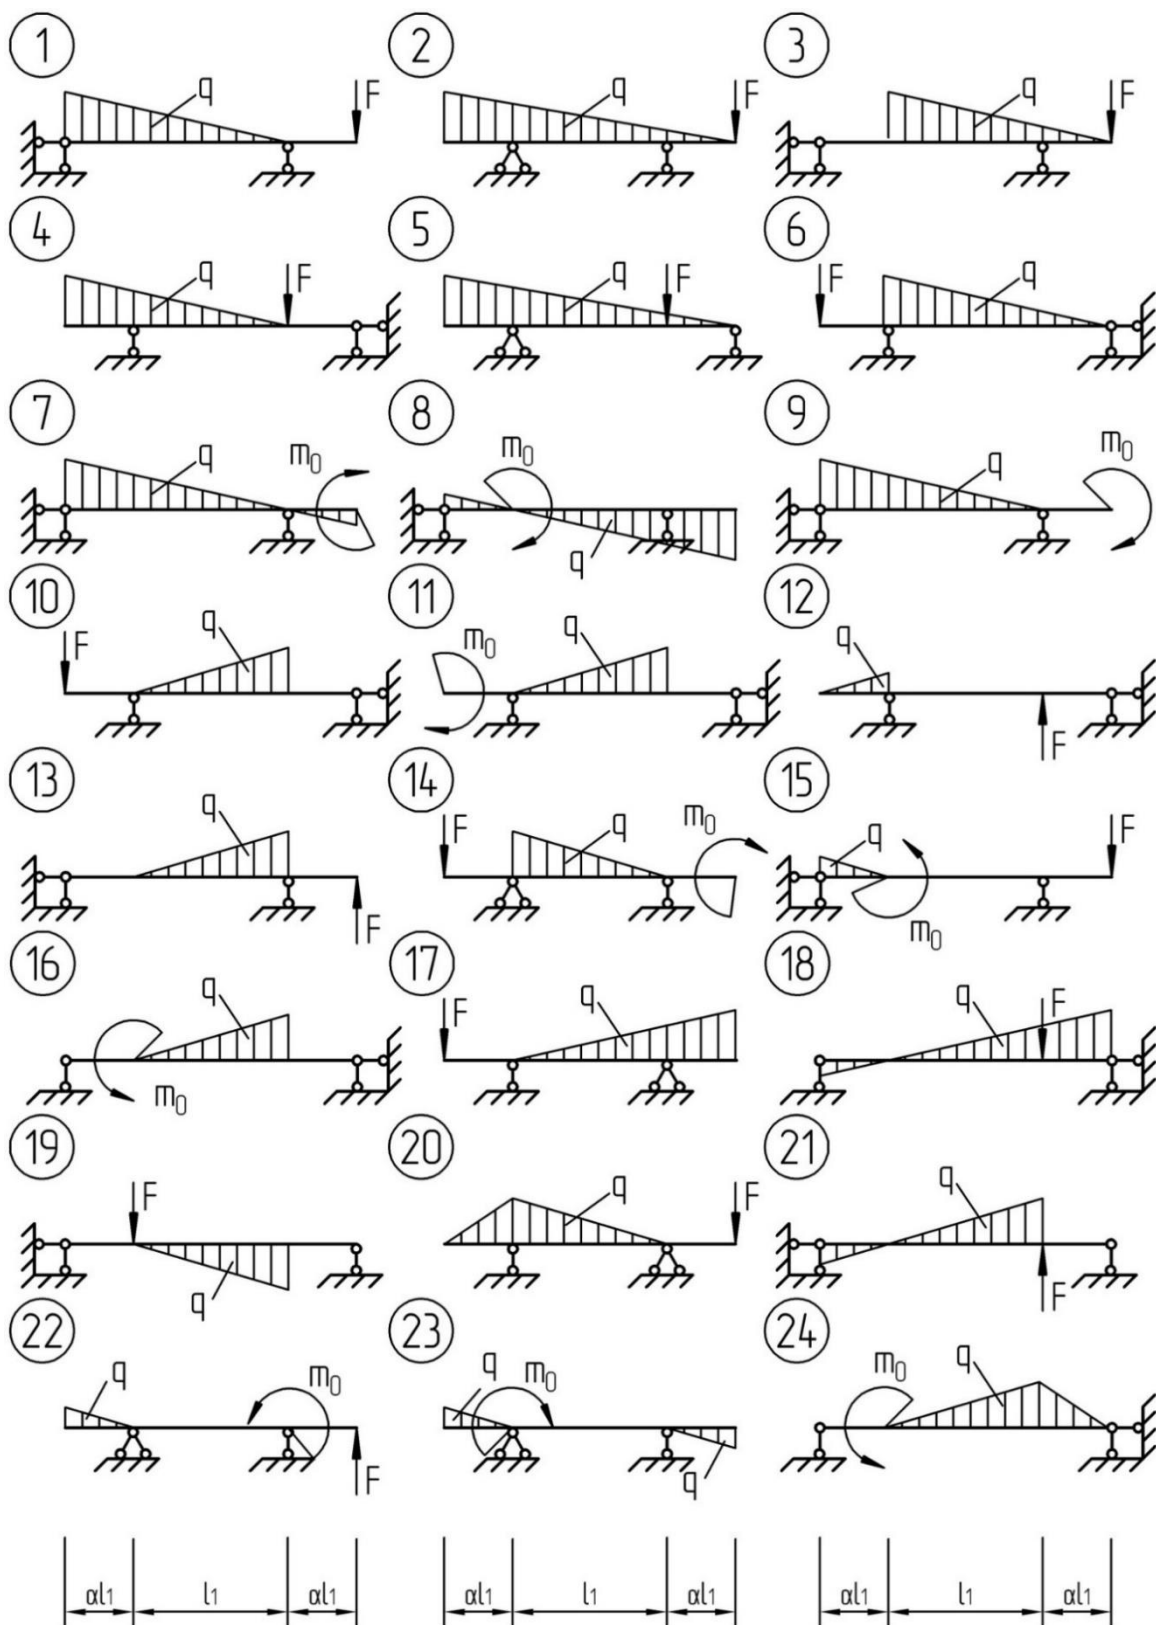 1 2 3
q F q F q F
4 5 6
q F q F F q
7 8 9
q m₀ m₀ q q m₀
10 11 12
F q m₀ q q F
13 14 15
q F F q m₀ q m₀ F
16 17 18
m₀ q F q q F
19 20 21
F q q F q F
22 23 24
q m₀ F q m₀ q m₀ q
αl₁ l₁ αl₁ αl₁ l₁ αl₁ αl₁ l₁ αl₁